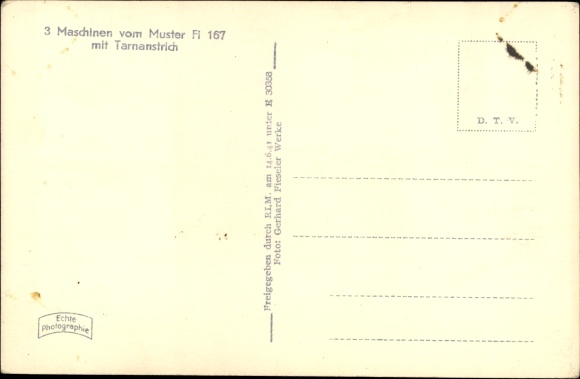 3 Maschinen vom Muster Fi 167
mit Tarnanstrich
Freigegeben durch RLM. am 14.6.41 unter E 30358
Foto: Gerhard Fieseler Werke
D. T. V.
Echte
Photographie